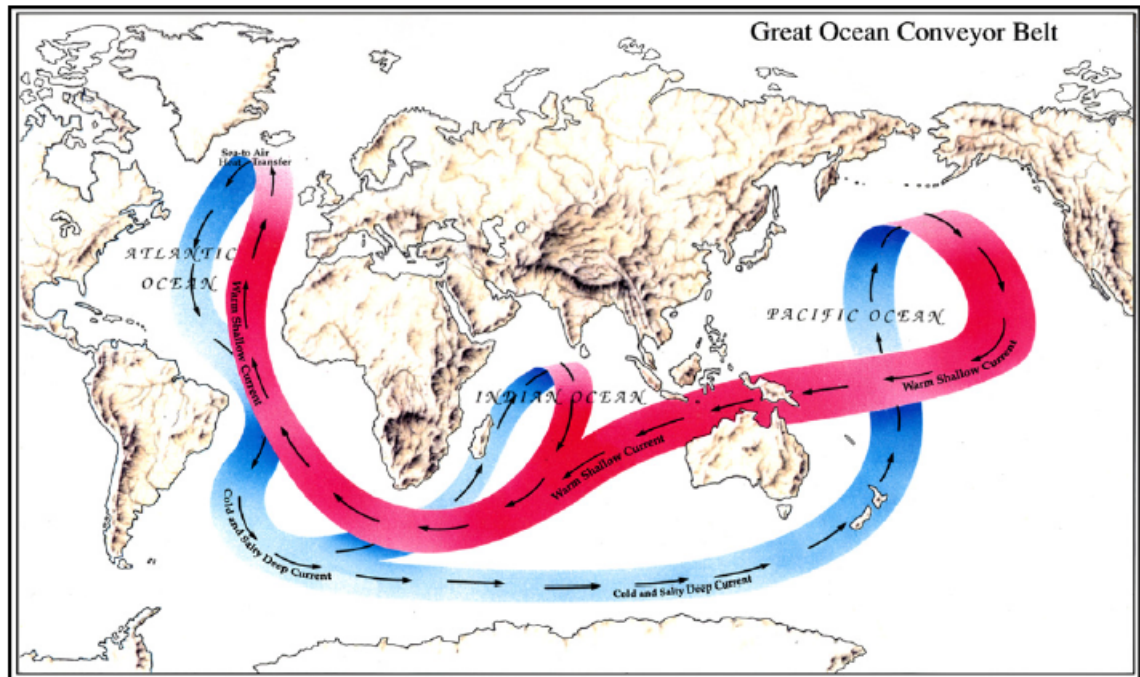 Great Ocean Conveyor Belt
Sea-to Air
Heat Transfer
ATLANTIC
OCEAN
Warm Shallow Current
PACIFIC OCEAN
INDIAN OCEAN
Warm Shallow Current
Warm Shallow Current
Cold and Salty Deep Current
Cold and Salty Deep Current